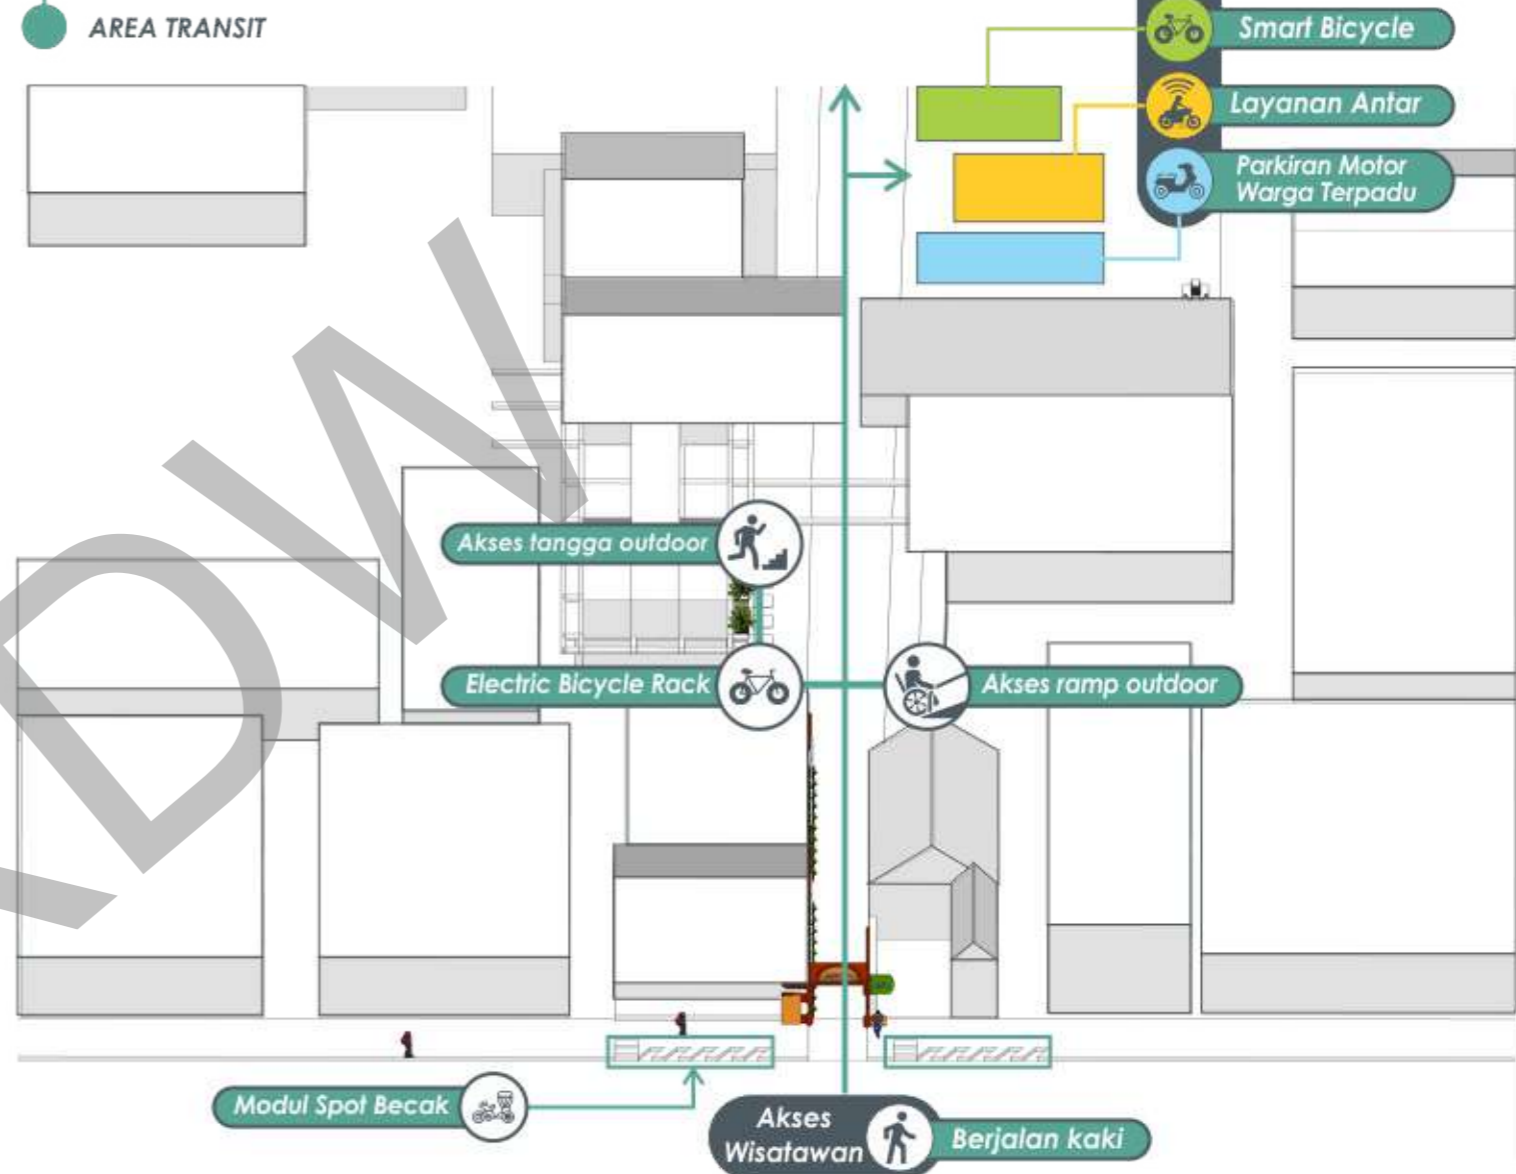 AREA TRANSIT
Smart Bicycle
Layanan Antar
Parkiran Motor
Warga Terpadu
Akses tangga outdoor
Electric Bicycle Rack
Akses ramp outdoor
Modul Spot Becak
Akses
Wisatawan
Berjalan kaki
KDW